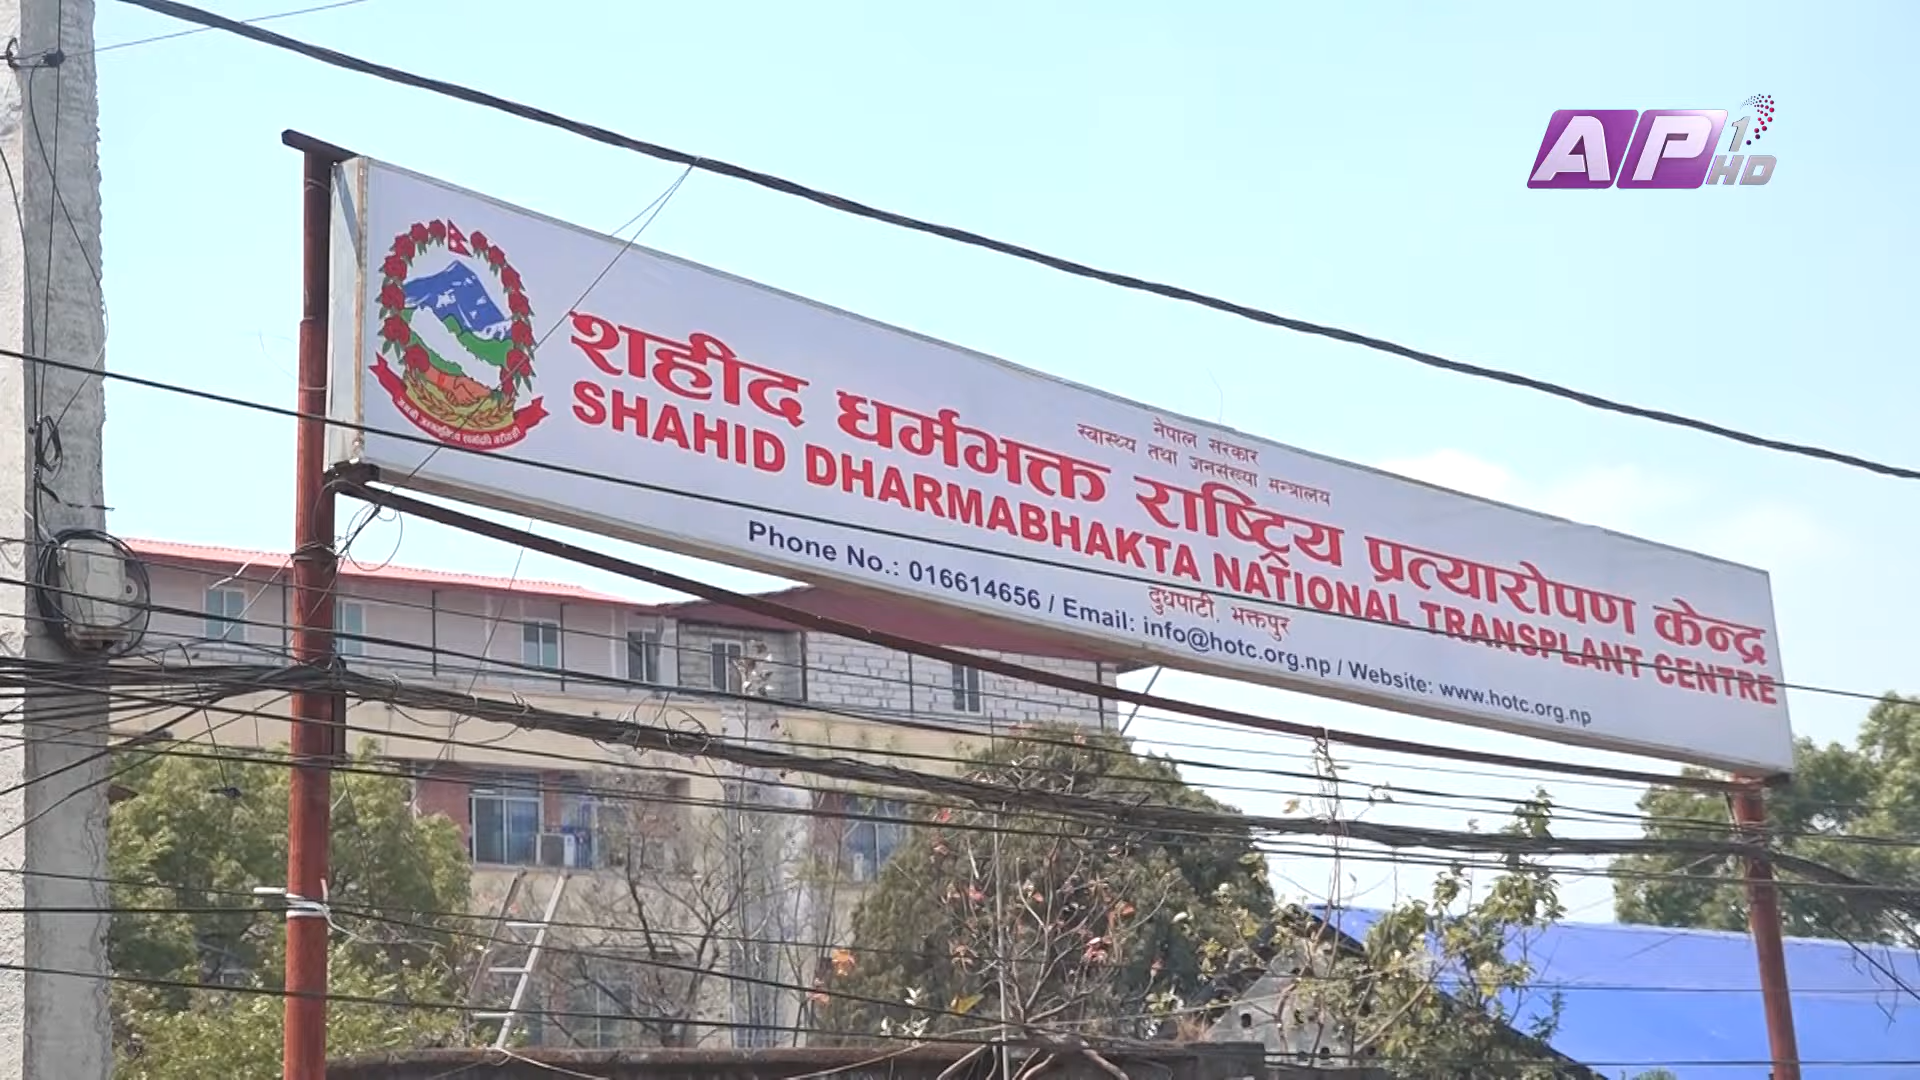 AP1 HD
नेपाल सरकार
स्वास्थ्य तथा जनसंख्या मन्त्रालय
शहीद धर्मभक्त राष्ट्रिय प्रत्यारोपण केन्द्र
SHAHID DHARMABHAKTA NATIONAL TRANSPLANT CENTRE
दुधपाटी, भक्तपुर
Phone No.: 016614656 / Email: info@hotc.org.np / Website: www.hotc.org.np